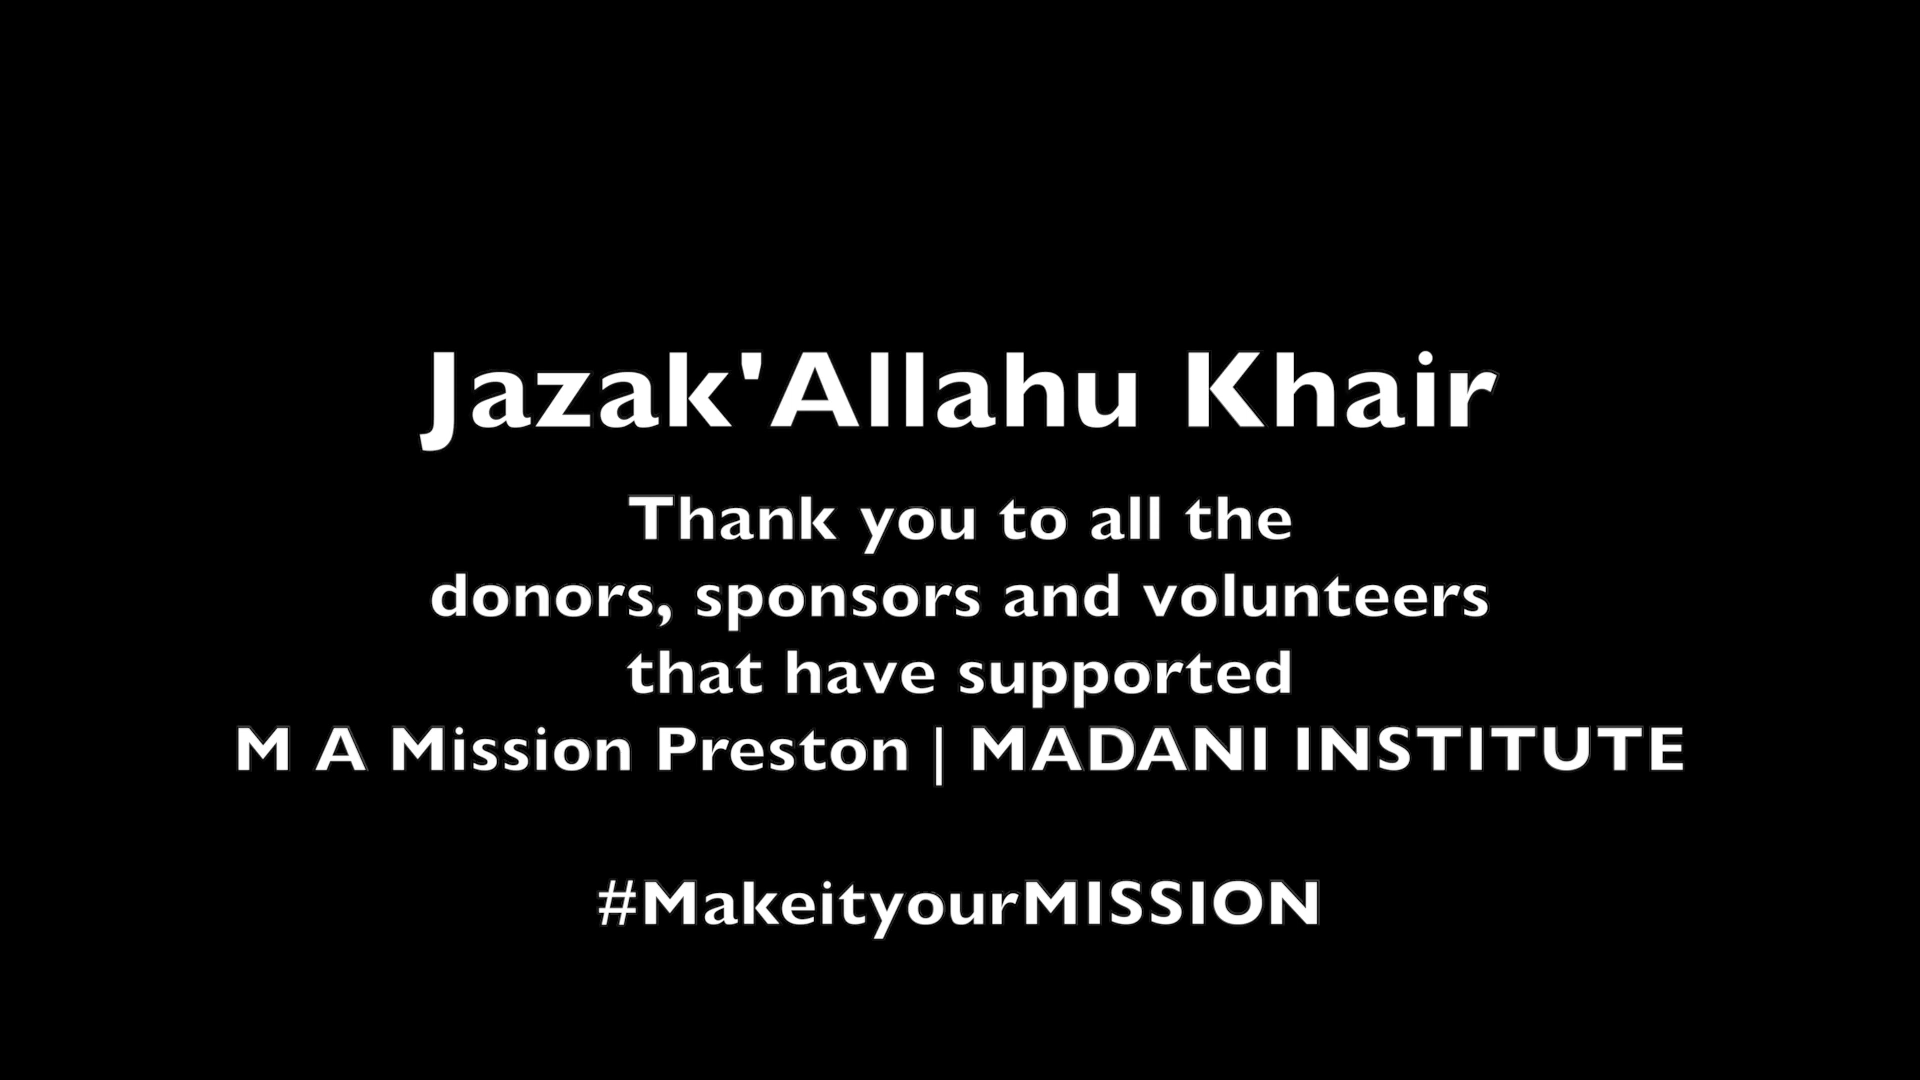 Jazak'Allahu Khair
Thank you to all the
donors, sponsors and volunteers
that have supported
M A Mission Preston | MADANI INSTITUTE
#MakeityourMISSION